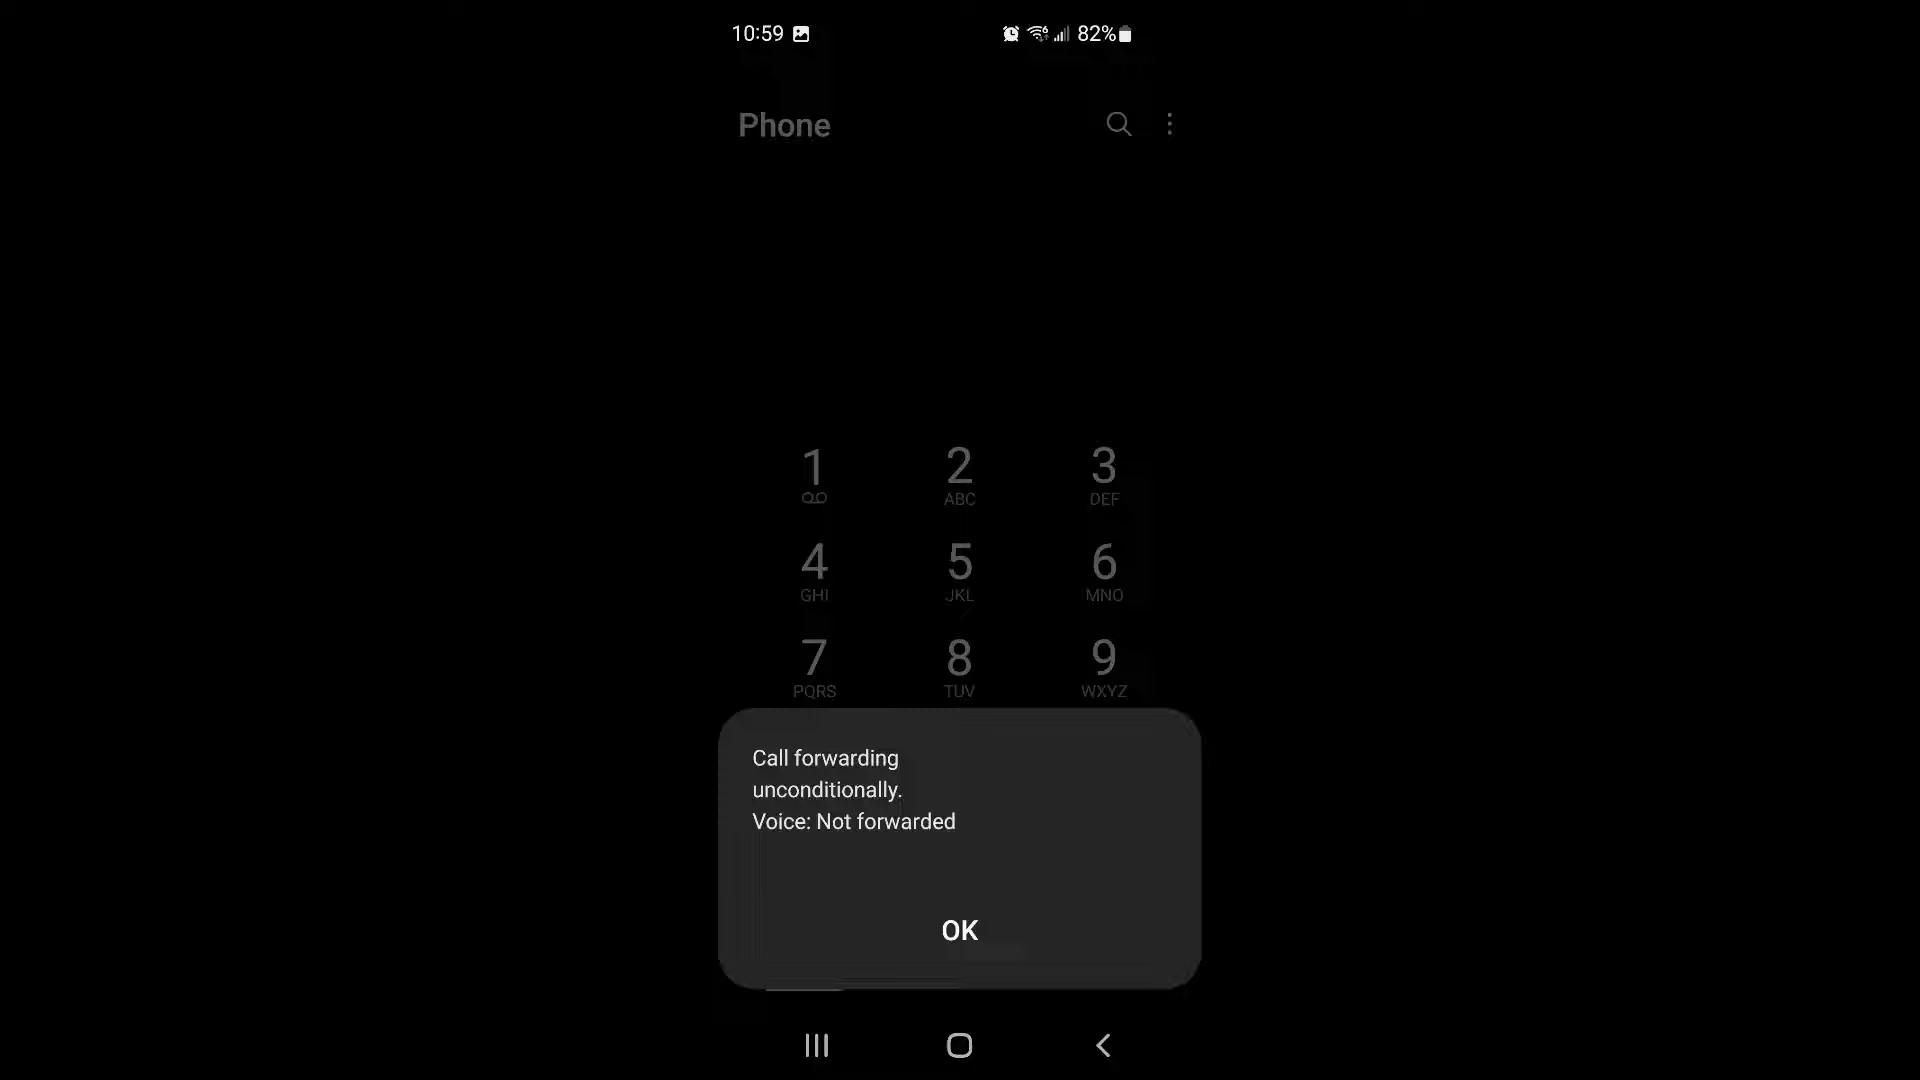 10:59 82%
Phone
1 2 3
ABC DEF
4 5 6
GHI JKL MNO
7 8 9
PQRS TUV WXYZ
Call forwarding
unconditionally.
Voice: Not forwarded
OK